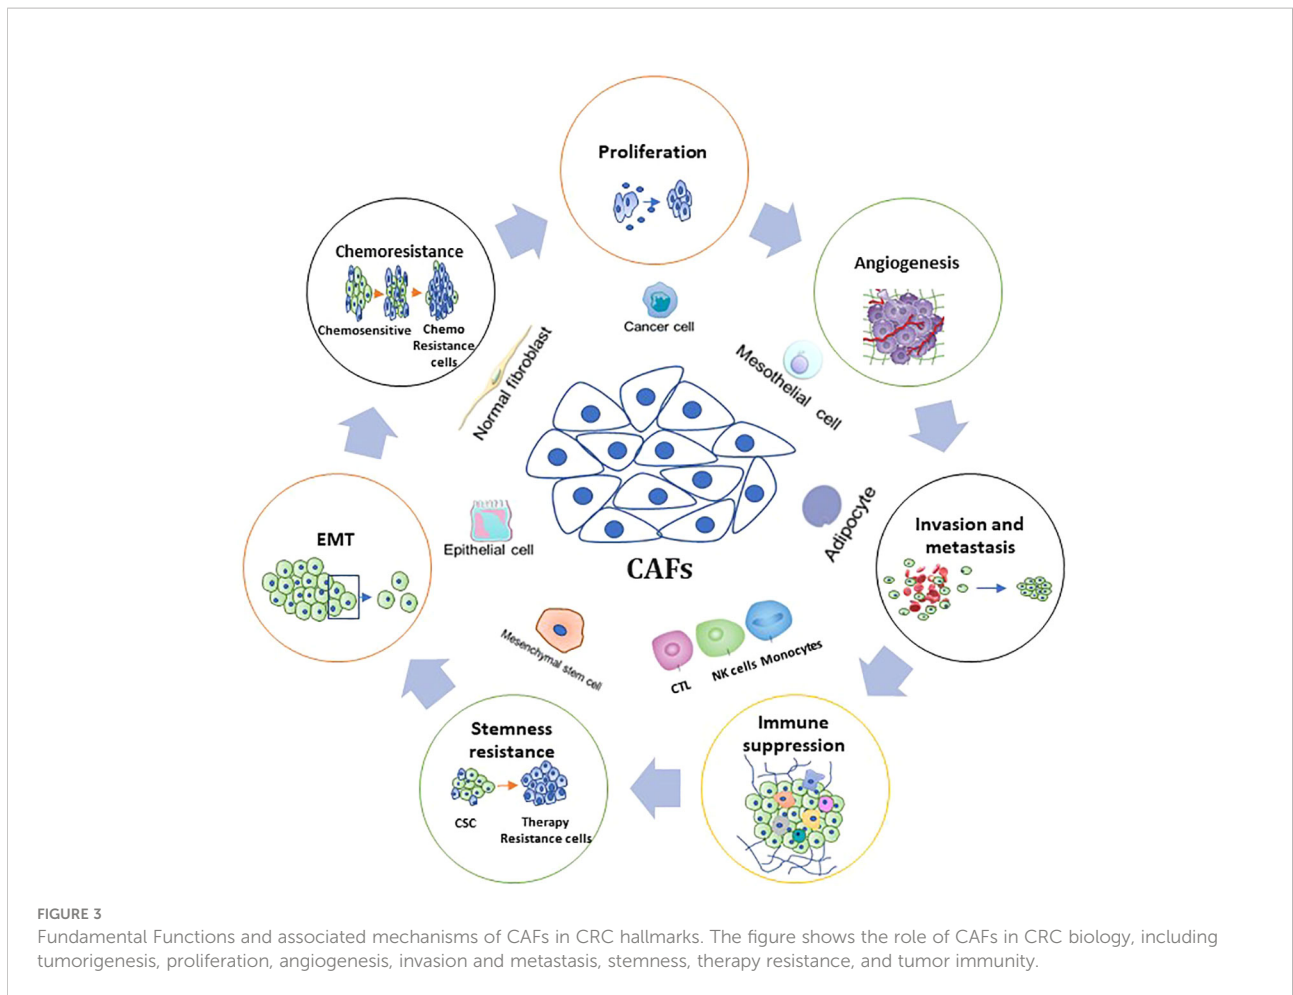 Proliferation
Chemoresistance
Chemosensitive
Chemo
Resistance
cells
Angiogenesis
Cancer cell
Normal fibroblast
Mesothelial cell
Adipocyte
Epithelial cell
CAFs
EMT
Invasion and
metastasis
Mesenchymal stem cell
CTL
NK cells
Monocytes
Stemness
resistance
CSC
Therapy
Resistance cells
Immune
suppression
FIGURE 3
Fundamental Functions and associated mechanisms of CAFs in CRC hallmarks. The figure shows the role of CAFs in CRC biology, including
tumorigenesis, proliferation, angiogenesis, invasion and metastasis, stemness, therapy resistance, and tumor immunity.